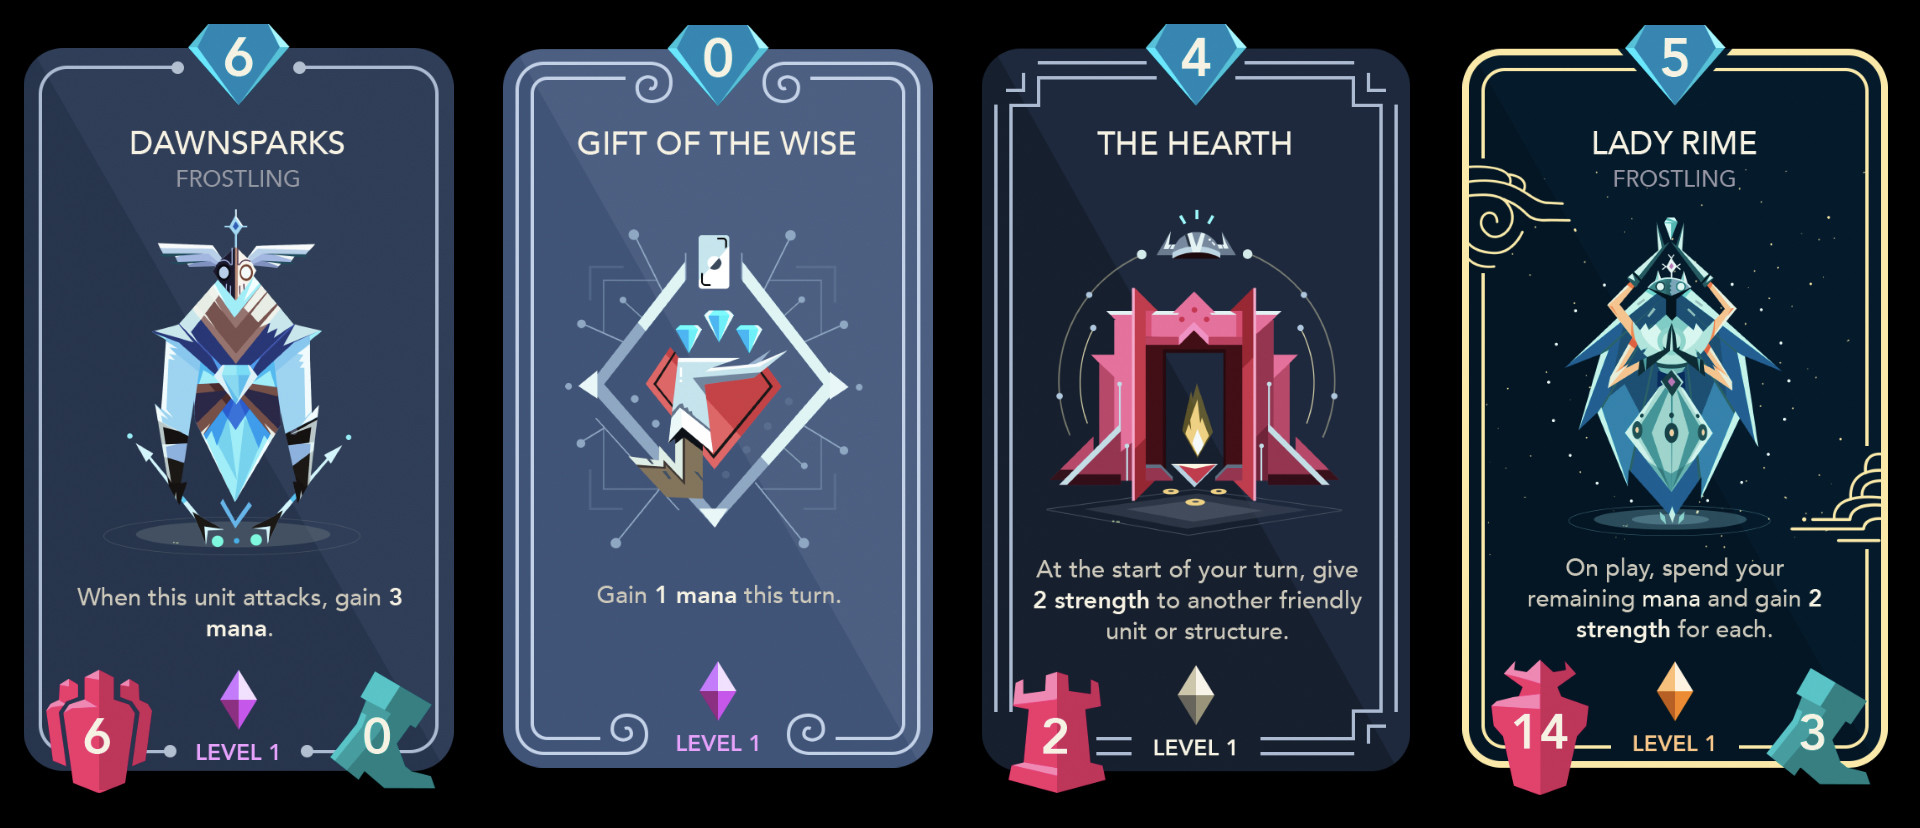 6
DAWNSPARKS
FROSTLING
When this unit attacks, gain 3
mana.
6
LEVEL 1
0
0
GIFT OF THE WISE
Gain 1 mana this turn.
LEVEL 1
4
THE HEARTH
At the start of your turn, give
2 strength to another friendly
unit or structure.
2
LEVEL 1
5
LADY RIME
FROSTLING
On play, spend your
remaining mana and gain 2
strength for each.
14
LEVEL 1
3